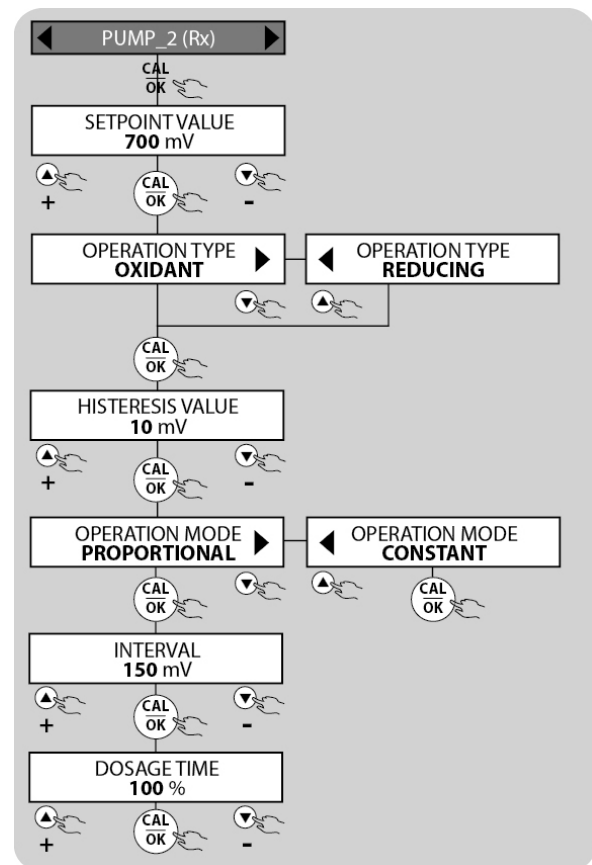 PUMP_2 (Rx)
CAL
OK
SETPOINT VALUE
700 mV
+
CAL
OK
-
OPERATION TYPE
OXIDANT
OPERATION TYPE
REDUCING
CAL
OK
HISTERESIS VALUE
10 mV
+
CAL
OK
-
OPERATION MODE
PROPORTIONAL
OPERATION MODE
CONSTANT
CAL
OK
CAL
OK
INTERVAL
150 mV
+
CAL
OK
-
DOSAGE TIME
100 %
+
CAL
OK
-